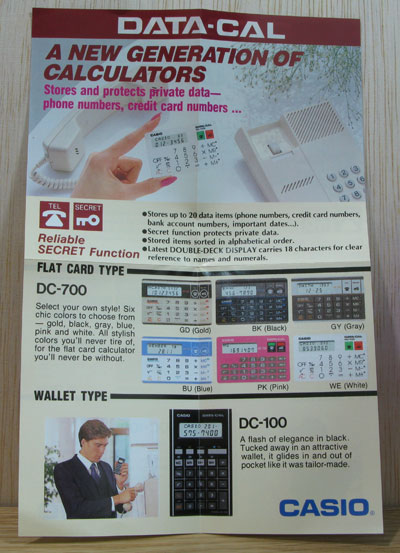 DATA-CAL
A NEW GENERATION OF
CALCULATORS
Stores and protects private data—
phone numbers, credit card numbers ...
TEL
SECRET
Reliable
SECRET Function
●Stores up to 20 data items (phone numbers, credit card numbers,
bank account numbers, important dates...).
●Secret function protects private data.
●Stored items sorted in alphabetical order.
●Latest DOUBLE-DECK DISPLAY carries 18 characters for clear
reference to names and numerals.
FLAT CARD TYPE
DC-700
Select your own style! Six
chic colors to choose from
— gold, black, gray, blue,
pink and white. All stylish
colors you'll never tire of,
for the flat card calculator
you'll never be without.
GD (Gold)
BK (Black)
GY (Gray)
BU (Blue)
PK (Pink)
WE (White)
WALLET TYPE
CASIO
575-7400
DC-100
A flash of elegance in black.
Tucked away in an attractive
wallet, it glides in and out of
pocket like it was tailor-made.
CASIO